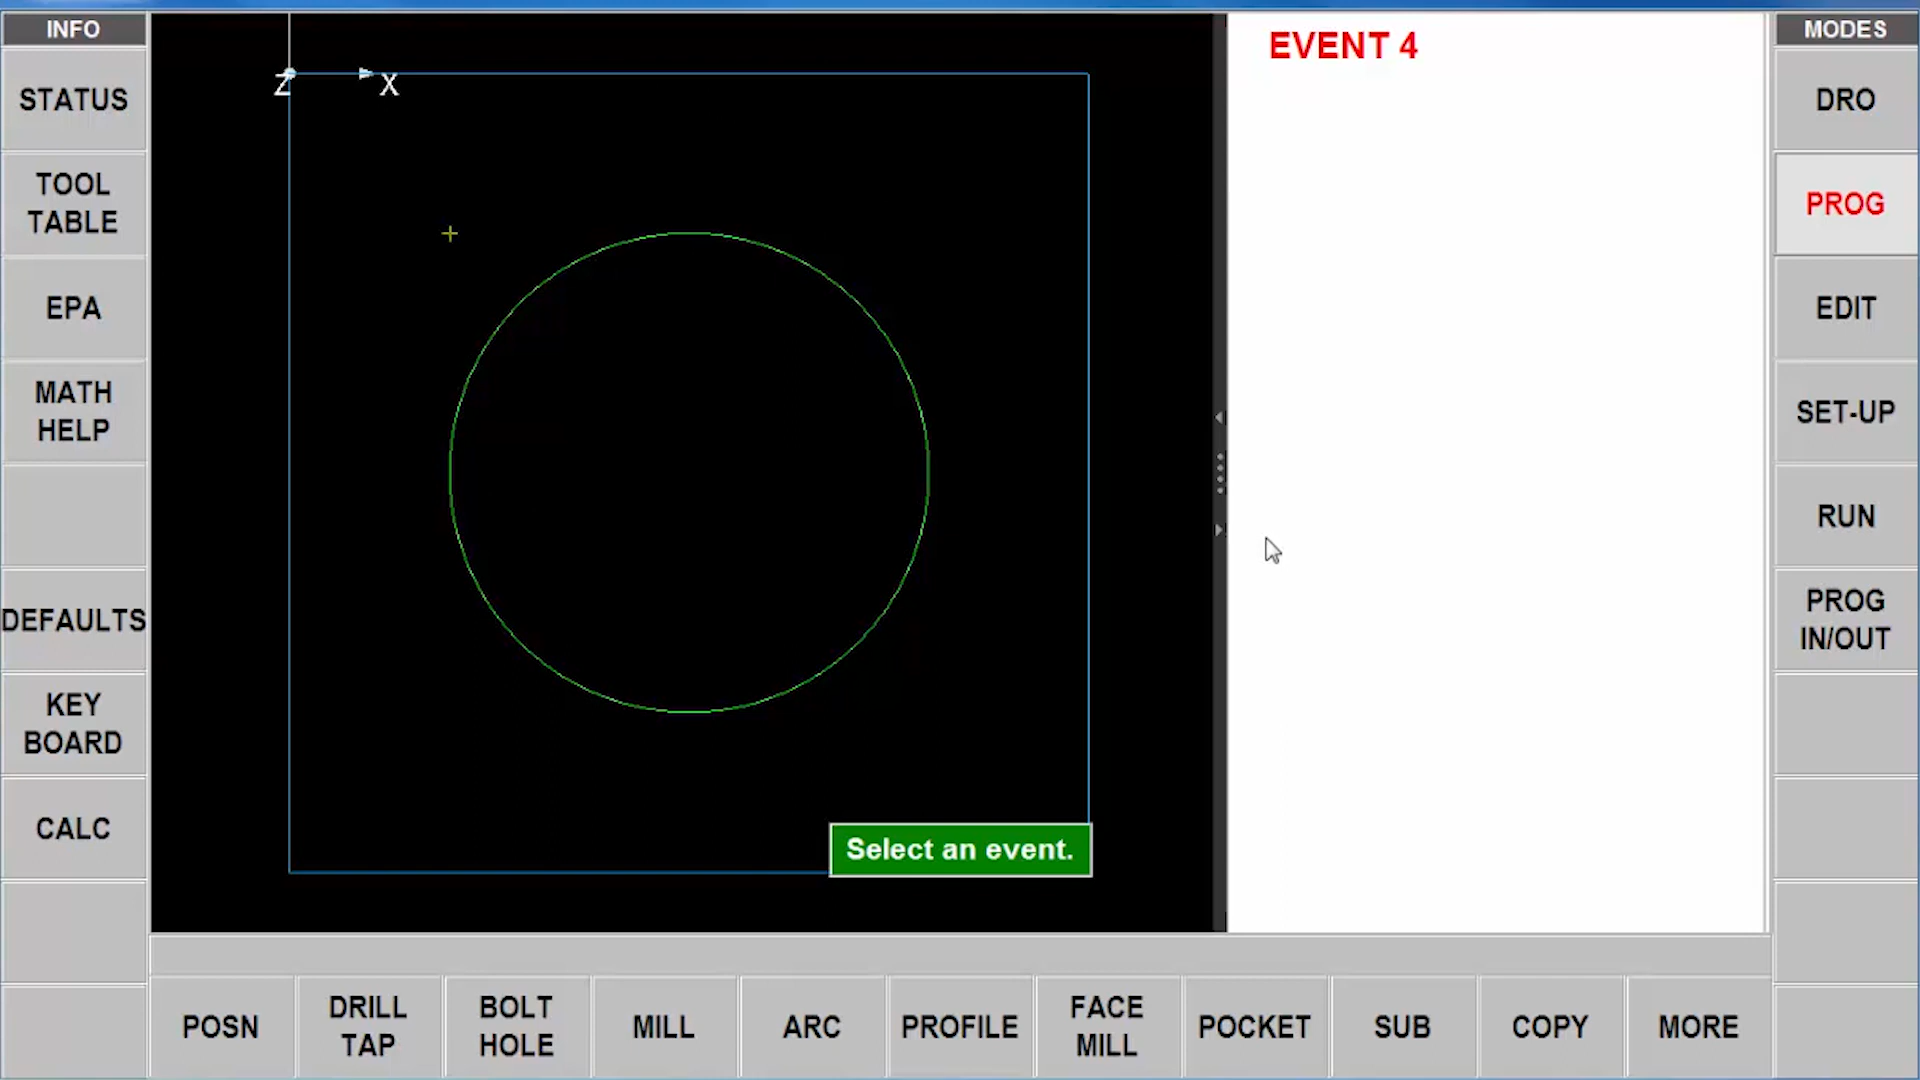 INFO
STATUS
TOOL
TABLE
EPA
MATH
HELP
DEFAULTS
KEY
BOARD
CALC
Z
X
EVENT 4
Select an event.
MODES
DRO
PROG
EDIT
SET-UP
RUN
PROG
IN/OUT
POSN
DRILL
TAP
BOLT
HOLE
MILL
ARC
PROFILE
FACE
MILL
POCKET
SUB
COPY
MORE